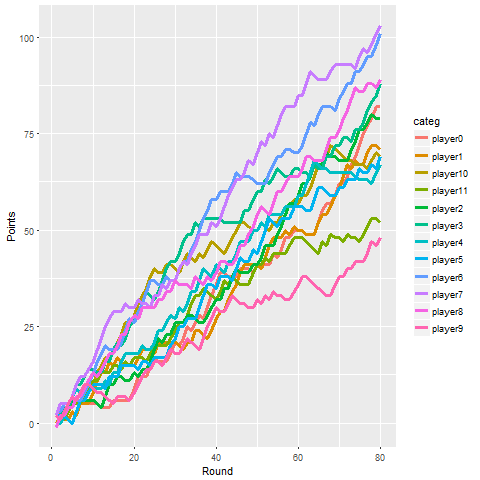 100
75
50
25
0
Points
0
20
40
60
80
Round
categ
player0
player1
player10
player11
player2
player3
player4
player5
player6
player7
player8
player9